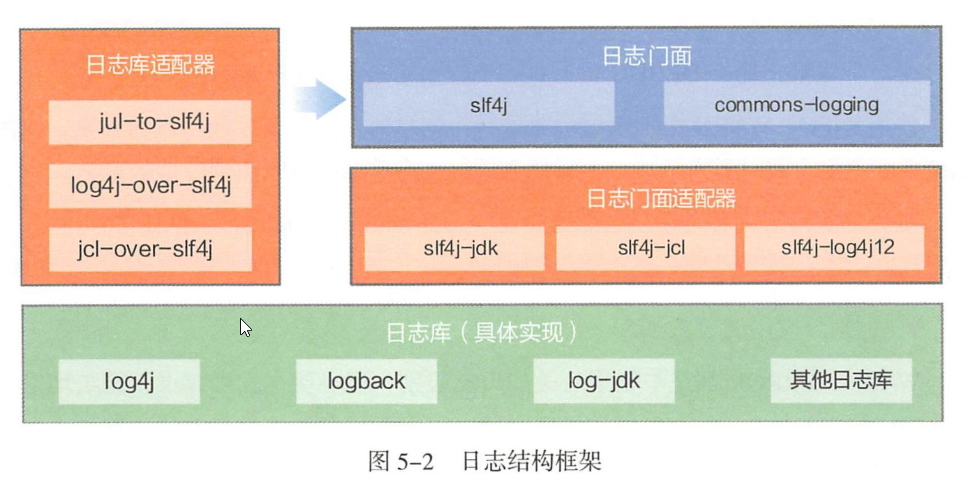 日志库适配器
jul-to-slf4j
log4j-over-slf4j
jcl-over-slf4j
日志门面
slf4j commons-logging
日志门面适配器
slf4j-jdk slf4j-jcl slf4j-log4j12
日志库（具体实现）
log4j logback log-jdk 其他日志库
图 5-2 日志结构框架